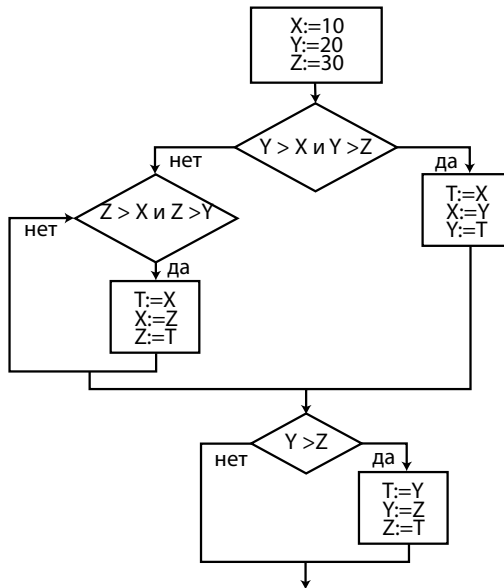 X:=10
Y:=20
Z:=30
Y > X и Y >Z
нет
да
T:=X
X:=Y
Y:=T
Z > X и Z >Y
нет
да
T:=X
X:=Z
Z:=T
Y >Z
нет
да
T:=Y
Y:=Z
Z:=T